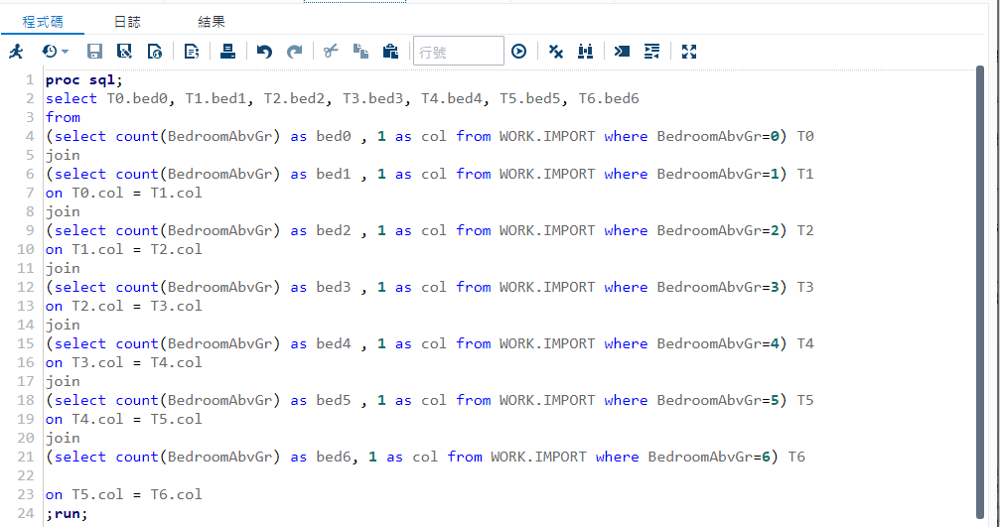 程式碼 日誌 結果
行號
1 proc sql;
2 select T0.bed0, T1.bed1, T2.bed2, T3.bed3, T4.bed4, T5.bed5, T6.bed6
3 from
4 (select count(BedroomAbvGr) as bed0 , 1 as col from WORK.IMPORT where BedroomAbvGr=0) T0
5 join
6 (select count(BedroomAbvGr) as bed1 , 1 as col from WORK.IMPORT where BedroomAbvGr=1) T1
7 on T0.col = T1.col
8 join
9 (select count(BedroomAbvGr) as bed2 , 1 as col from WORK.IMPORT where BedroomAbvGr=2) T2
10 on T1.col = T2.col
11 join
12 (select count(BedroomAbvGr) as bed3 , 1 as col from WORK.IMPORT where BedroomAbvGr=3) T3
13 on T2.col = T3.col
14 join
15 (select count(BedroomAbvGr) as bed4 , 1 as col from WORK.IMPORT where BedroomAbvGr=4) T4
16 on T3.col = T4.col
17 join
18 (select count(BedroomAbvGr) as bed5 , 1 as col from WORK.IMPORT where BedroomAbvGr=5) T5
19 on T4.col = T5.col
20 join
21 (select count(BedroomAbvGr) as bed6, 1 as col from WORK.IMPORT where BedroomAbvGr=6) T6
22
23 on T5.col = T6.col
24 ;run;